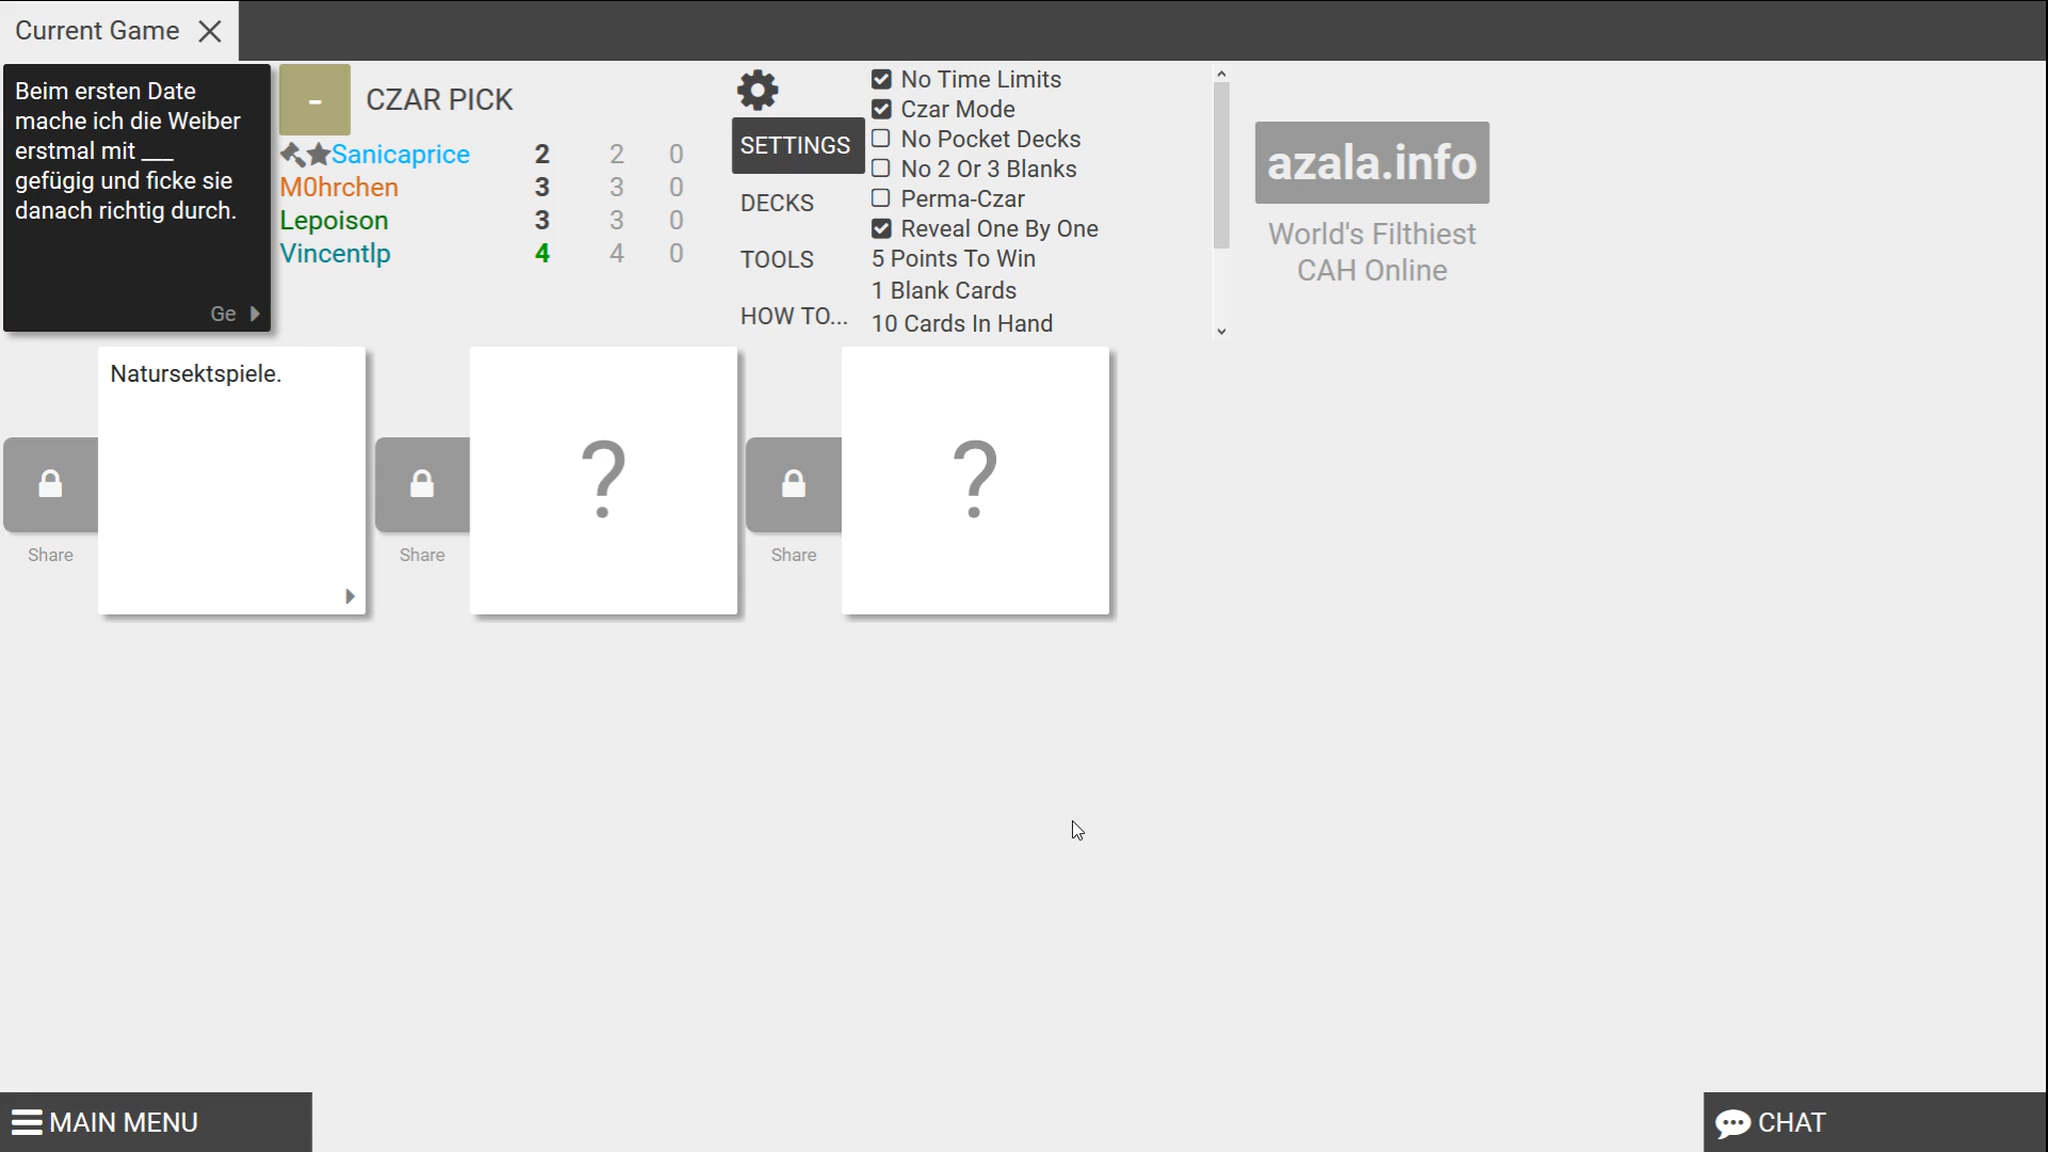 Current Game
Beim ersten Date
mache ich die Weiber
erstmal mit ___
gefügig und ficke sie
danach richtig durch.
Ge
-
CZAR PICK
Sanicaprice 2 2 0
M0hrchen 3 3 0
Lepoison 3 3 0
Vincentlp 4 4 0
SETTINGS
DECKS
TOOLS
HOW TO...
No Time Limits
Czar Mode
No Pocket Decks
No 2 Or 3 Blanks
Perma-Czar
Reveal One By One
5 Points To Win
1 Blank Cards
10 Cards In Hand
azala.info
World's Filthiest
CAH Online
Share
Natursektspiele.
Share
?
Share
?
MAIN MENU
CHAT